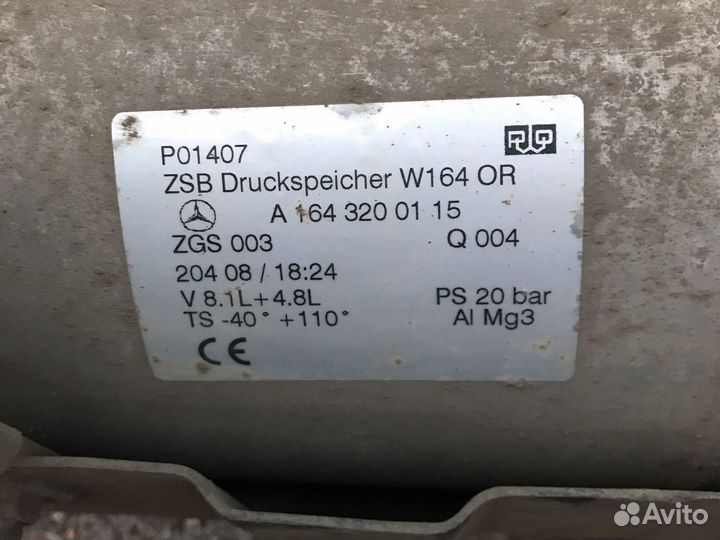 P01407
ZSB Druckspeicher W164 OR
A 164 320 01 15
ZGS 003 Q 004
204 08 / 18:24
V 8.1L+4.8L PS 20 bar
TS -40° +110° Al Mg3
CE
Avito